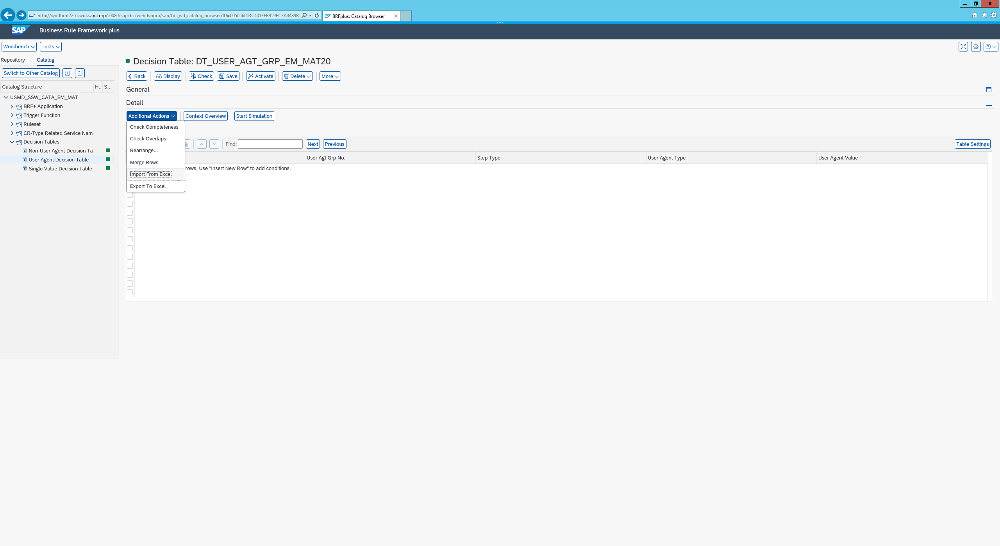 http://wdflbmt2261.wdf.sap.corp:50080/sap/bc/webdynpro/sap/fdt_wd_catalog_browser?ID=005056043C401EEB959EC3A4489B
BRFplus: Catalog Browser
SAP Business Rule Framework plus
Workbench Tools
Repository Catalog
Switch to Other Catalog
Catalog Structure H.. S...
USMD_SSW_CATA_EM_MAT
BRF+ Application
Trigger Function
Ruleset
CR-Type Related Service Name
Decision Tables
Non-User Agent Decision Ta
User Agent Decision Table
Single Value Decision Table
Decision Table: DT_USER_AGT_GRP_EM_MAT20
Back Display Check Save Activate Delete More
General
Detail
Additional Actions Context Overview Start Simulation
Check Completeness
Check Overlaps
Rearrange...
Merge Rows
Import From Excel
Export To Excel
Find: Next Previous Table Settings
User Agt Grp No. Step Type User Agent Type User Agent Value
rows. Use "Insert New Row" to add conditions.